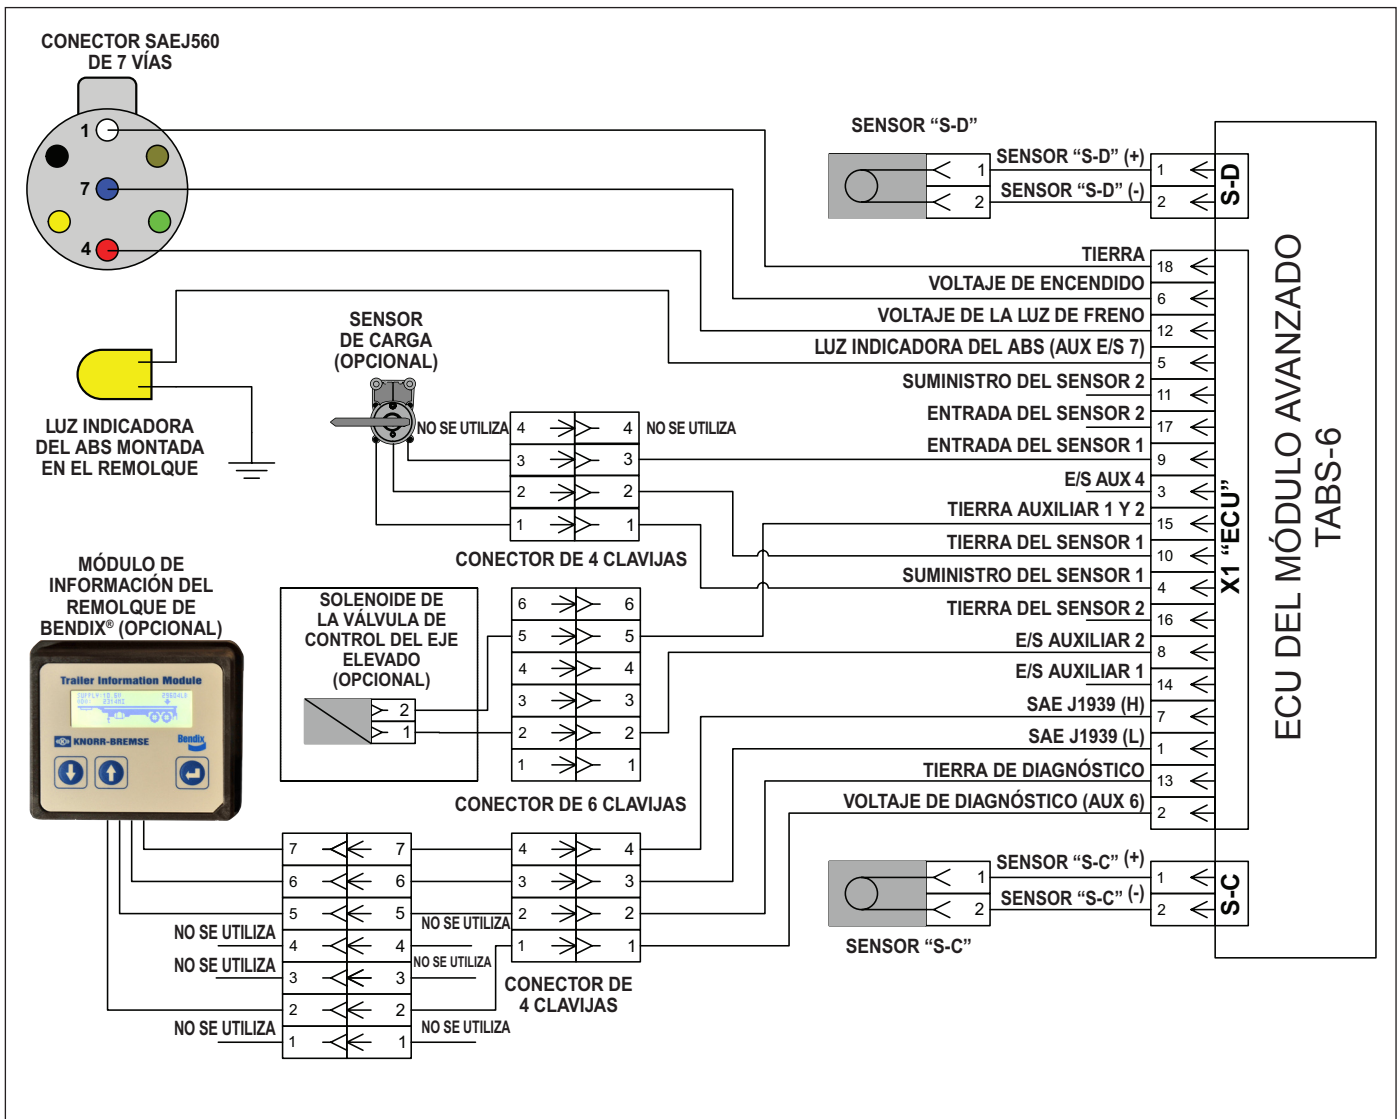 CONECTOR SAEJ560
DE 7 VÍAS
1
7
4
LUZ INDICADORA
DEL ABS MONTADA
EN EL REMOLQUE
SENSOR
DE CARGA
(OPCIONAL)
NO SE UTILIZA
4
4
NO SE UTILIZA
3
3
2
2
1
1
CONECTOR DE 4 CLAVIJAS
SENSOR “S-D”
1
SENSOR “S-D” (+)
1
2
SENSOR “S-D” (-)
2
S-D
TIERRA
18
VOLTAJE DE ENCENDIDO
6
VOLTAJE DE LA LUZ DE FRENO
12
LUZ INDICADORA DEL ABS (AUX E/S 7)
5
SUMINISTRO DEL SENSOR 2
11
ENTRADA DEL SENSOR 2
17
ENTRADA DEL SENSOR 1
9
E/S AUX 4
3
TIERRA AUXILIAR 1 Y 2
15
TIERRA DEL SENSOR 1
10
SUMINISTRO DEL SENSOR 1
4
TIERRA DEL SENSOR 2
16
E/S AUXILIAR 2
8
E/S AUXILIAR 1
14
SAE J1939 (H)
7
SAE J1939 (L)
1
TIERRA DE DIAGNÓSTICO
13
VOLTAJE DE DIAGNÓSTICO (AUX 6)
2
X1 “ECU”
ECU DEL MÓDULO AVANZADO
TABS-6
SOLENOIDE DE
LA VÁLVULA DE
CONTROL DEL EJE
ELEVADO
(OPCIONAL)
2
1
6
6
5
5
4
4
3
3
2
2
1
1
CONECTOR DE 6 CLAVIJAS
MÓDULO DE
INFORMACIÓN DEL
REMOLQUE DE
BENDIX® (OPCIONAL)
Trailer Information Module
KNORR-BREMSE
Bendix
7
7
6
6
5
5
NO SE UTILIZA
NO SE UTILIZA
4
4
NO SE UTILIZA
NO SE UTILIZA
3
3
2
2
NO SE UTILIZA
1
1
NO SE UTILIZA
4
4
3
3
2
2
1
1
CONECTOR DE
4 CLAVIJAS
1
SENSOR “S-C” (+)
1
2
SENSOR “S-C” (-)
2
S-C
SENSOR “S-C”